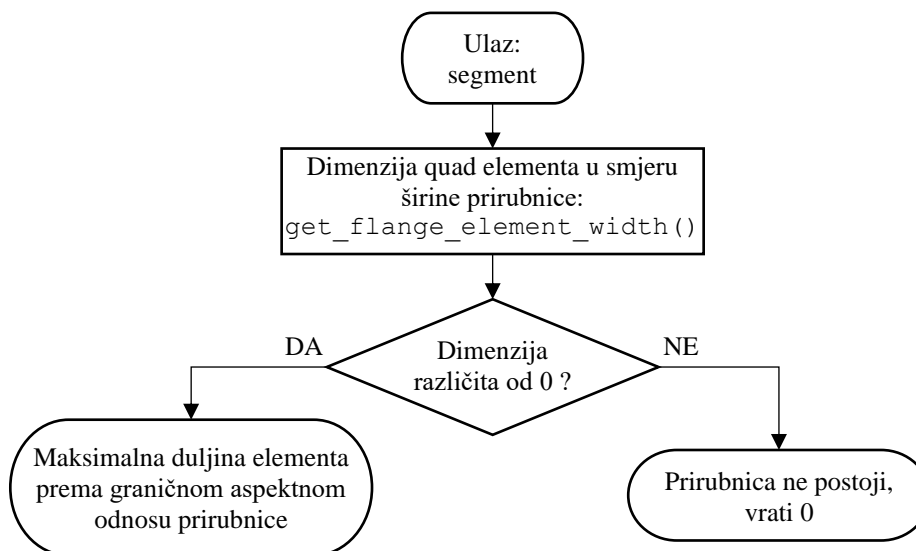 Ulaz:
segment
Dimenzija quad elementa u smjeru
širine prirubnice:
get_flange_element_width()
DA
Dimenzija
različita od 0 ?
NE
Maksimalna duljina elementa
prema graničnom aspektnom
odnosu prirubnice
Prirubnica ne postoji,
vrati 0